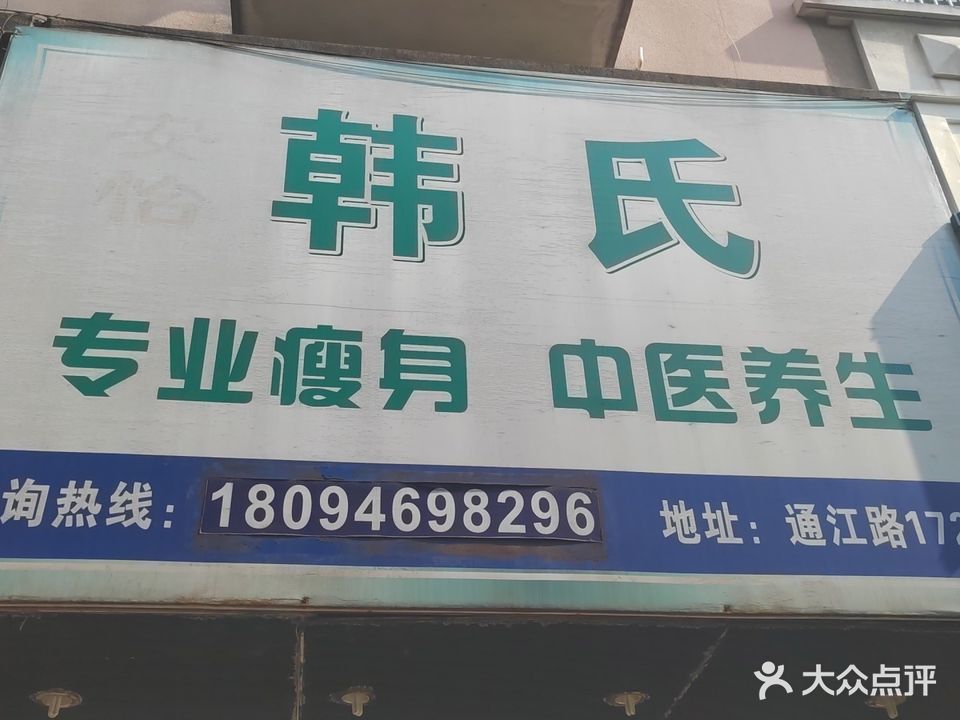 韩氏
专业瘦身 中医养生
询热线：18094698296 地址：通江路17
大众点评